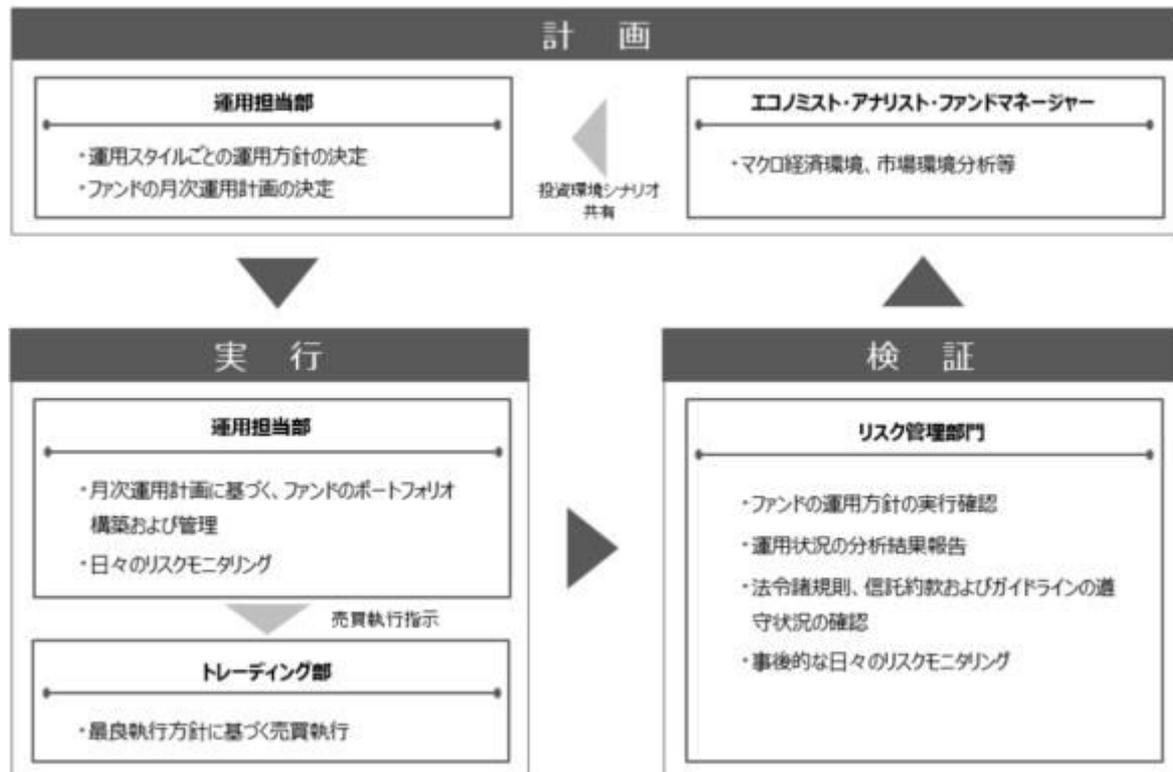 計 画
運用担当部
・運用スタイルごとの運用方針の決定
・ファンドの月次運用計画の決定
投資環境シナリオ
共有
エコノミスト・アナリスト・ファンドマネージャー
・マクロ経済環境、市場環境分析等
実 行
運用担当部
・月次運用計画に基づく、ファンドのポートフォリオ
構築および管理
・日々のリスクモニタリング
売買執行指示
トレーディング部
・最良執行方針に基づく売買執行
検 証
リスク管理部門
・ファンドの運用方針の実行確認
・運用状況の分析結果報告
・法令諸規則、信託約款およびガイドラインの遵
守状況の確認
・事後的な日々のリスクモニタリング